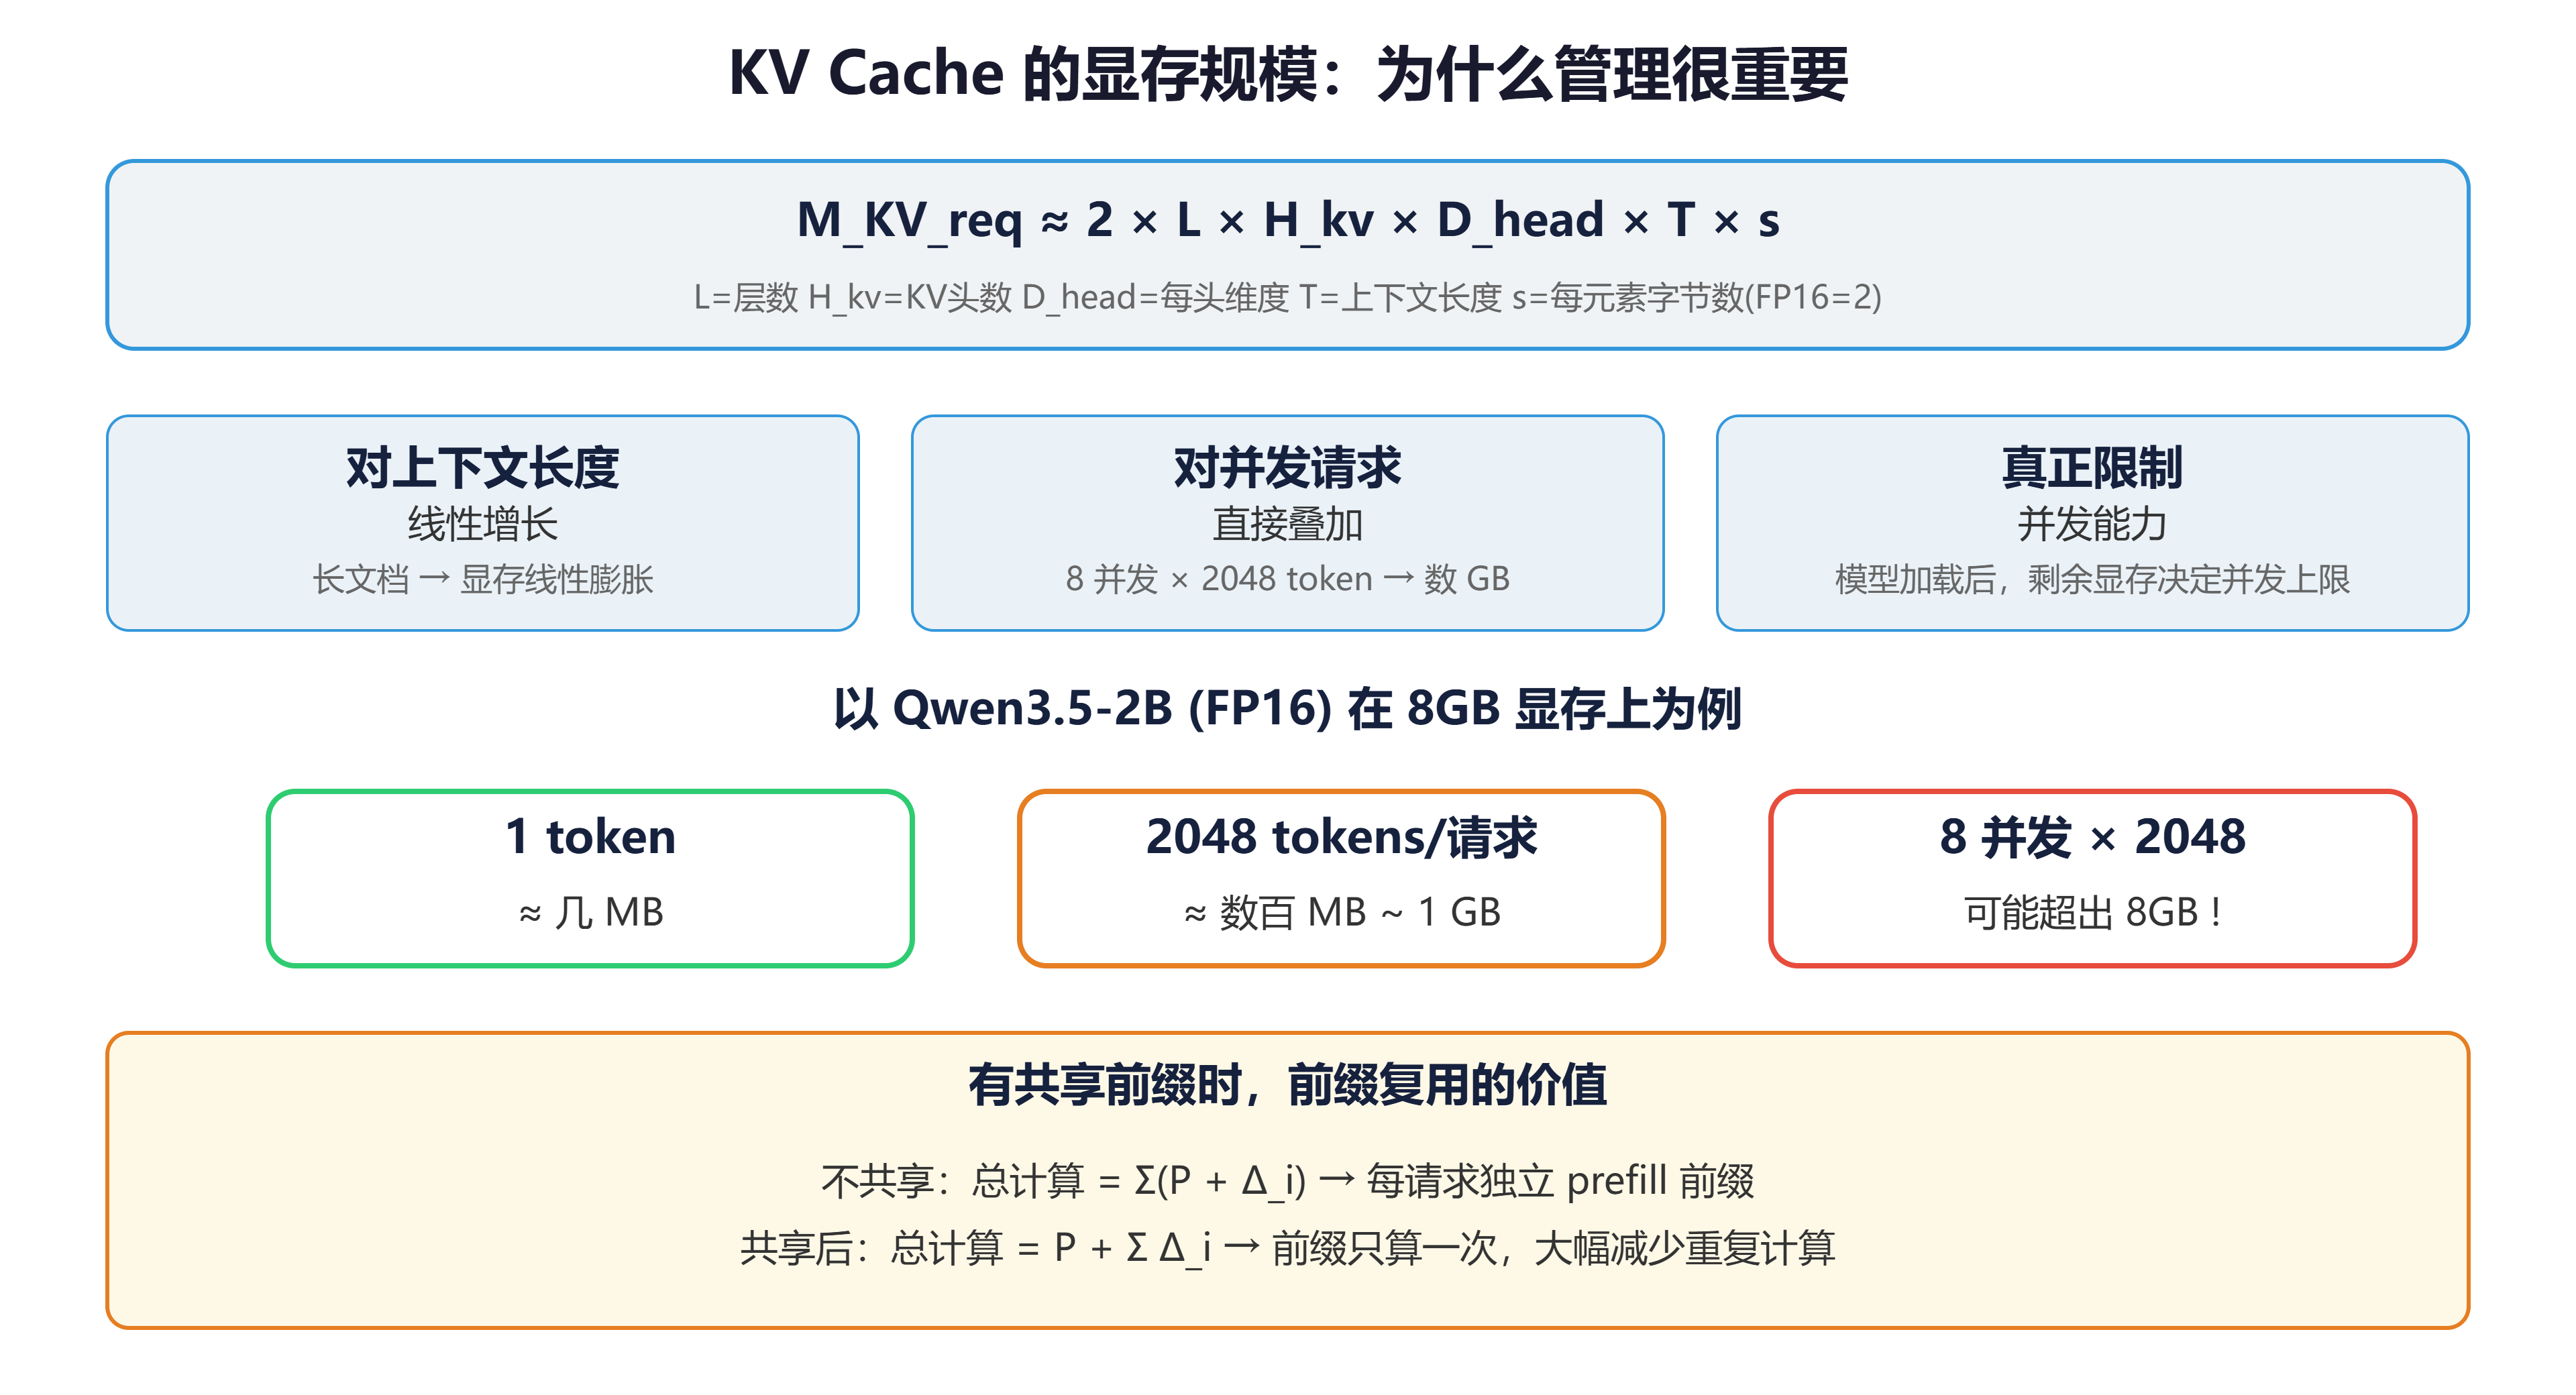 KV Cache 的显存规模：为什么管理很重要
M_KV_req ≈ 2 × L × H_kv × D_head × T × s
L=层数 H_kv=KV头数 D_head=每头维度 T=上下文长度 s=每元素字节数(FP16=2)
对上下文长度
线性增长
长文档 → 显存线性膨胀
对并发请求
直接叠加
8 并发 × 2048 token → 数 GB
真正限制
并发能力
模型加载后，剩余显存决定并发上限
以 Qwen3.5-2B (FP16) 在 8GB 显存上为例
1 token
≈ 几 MB
2048 tokens/请求
≈ 数百 MB ~ 1 GB
8 并发 × 2048
可能超出 8GB！
有共享前缀时，前缀复用的价值
不共享：总计算 = Σ(P + Δ_i) → 每请求独立 prefill 前缀
共享后：总计算 = P + Σ Δ_i → 前缀只算一次，大幅减少重复计算